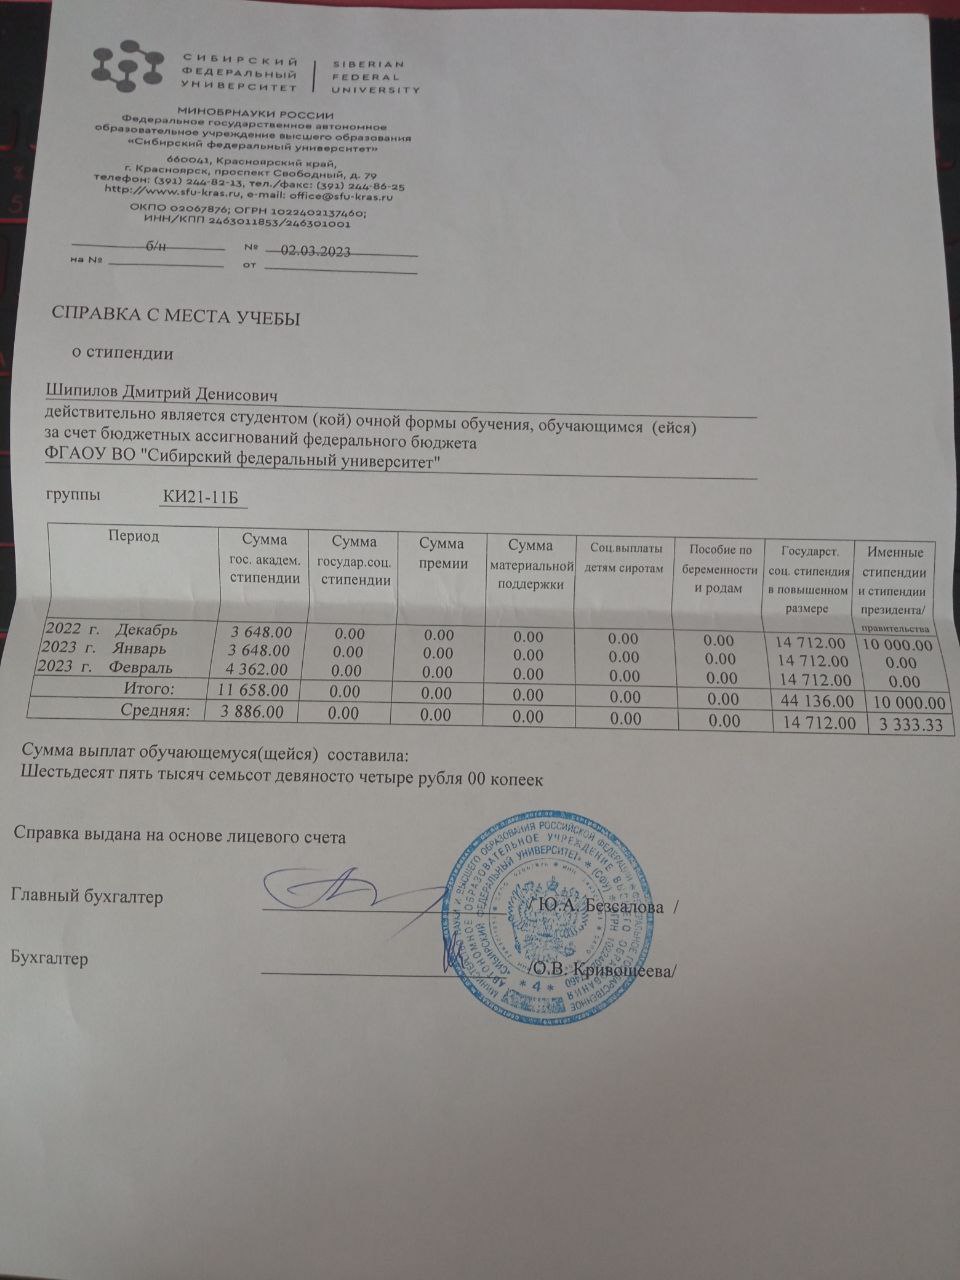 СИБИРСКИЙ
ФЕДЕРАЛЬНЫЙ
УНИВЕРСИТЕТ
SIBERIAN
FEDERAL
UNIVERSITY
МИНОБРНАУКИ РОССИИ
Федеральное государственное автономное
образовательное учреждение высшего образования
«Сибирский федеральный университет»
660041, Красноярский край,
г. Красноярск, проспект Свободный, д. 79
телефон: (391) 244-82-13, тел./факс: (391) 244-86-25
http://www.sfu-kras.ru, e-mail: office@sfu-kras.ru
ОКПО 02067876; ОГРН 1022402137460;
ИНН/КПП 2463011853/246301001
б/н № 02.03.2023
на № от
СПРАВКА С МЕСТА УЧЕБЫ
о стипендии
Шипилов Дмитрий Денисович
действительно является студентом (кой) очной формы обучения, обучающимся (ейся)
за счет бюджетных ассигнований федерального бюджета
ФГАОУ ВО "Сибирский федеральный университет"
группы КИ21-11Б
Период
Сумма
гос. академ.
стипендии
Сумма
государ.соц.
стипендии
Сумма
премии
Сумма
материальной
поддержки
Соц.выплаты
детям сиротам
Пособие по
беременности
и родам
Государст.
соц. стипендия
в повышенном
размере
Именные
стипендии
и стипендии
президента/
правительства
2022 г. Декабрь 3 648.00 0.00 0.00 0.00 0.00 0.00 14 712.00 10 000.00
2023 г. Январь 3 648.00 0.00 0.00 0.00 0.00 0.00 14 712.00 0.00
2023 г. Февраль 4 362.00 0.00 0.00 0.00 0.00 0.00 14 712.00 0.00
Итого: 11 658.00 0.00 0.00 0.00 0.00 0.00 44 136.00 10 000.00
Средняя: 3 886.00 0.00 0.00 0.00 0.00 0.00 14 712.00 3 333.33
Сумма выплат обучающемуся(щейся) составила:
Шестьдесят пять тысяч семьсот девяносто четыре рубля 00 копеек
Справка выдана на основе лицевого счета
Главный бухгалтер / Ю.А. Безсалова /
Бухгалтер /О.В. Кривощеева/
ВЫСШЕГО ОБРАЗОВАНИЯ РОССИЙСКОЙ ФЕДЕРАЦИИ
АВТОНОМНОЕ ОБРАЗОВАТЕЛЬНОЕ УЧРЕЖДЕНИЕ ВЫСШЕГО ОБРАЗОВАНИЯ
«СИБИРСКИЙ ФЕДЕРАЛЬНЫЙ УНИВЕРСИТЕТ» * (СФУ) * ОГРН 1022402137460
* 4 *